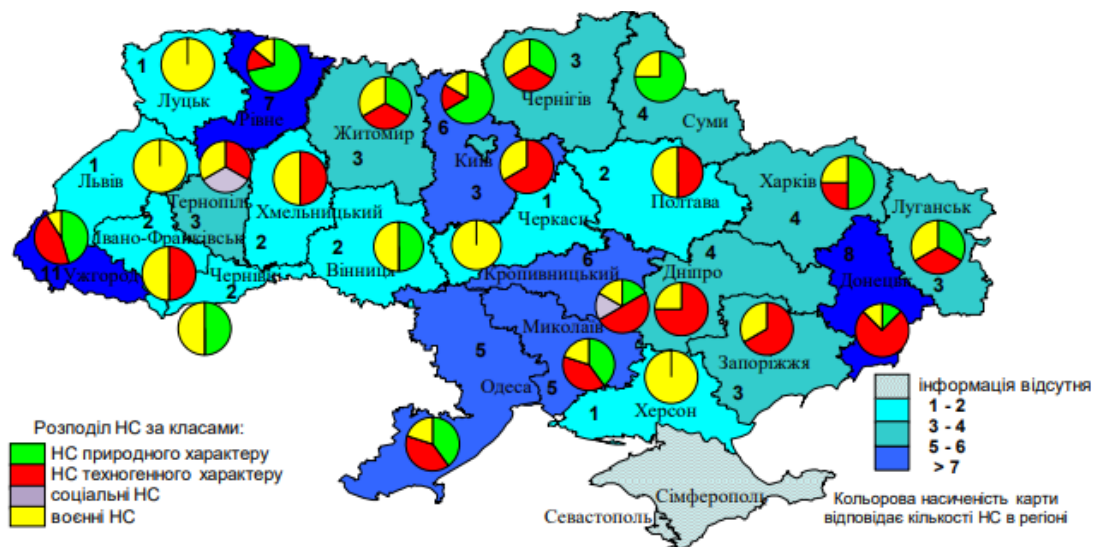 1
Луцьк
7
Рівне
Житомир
3
6
Київ
3
3
Чернігів
4
Суми
1
Львів
Тернопіль
3
Хмельницький
2
2
Івано-Франківськ
11
Ужгород
Чернівці
2
2
Вінниця
1
Черкаси
2
Полтава
Харків
4
Луганськ
3
6
Кропивницький
4
Дніпро
8
Донецьк
5
Одеса
Миколаїв
5
Запоріжжя
3
1
Херсон
Сімферополь
Севастополь
Розподіл НС за класами:
НС природного характеру
НС техногенного характеру
соціальні НС
воєнні НС
інформація відсутня
1 - 2
3 - 4
5 - 6
> 7
Кольорова насиченість карти
відповідає кількості НС в регіоні